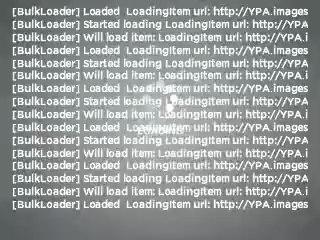 [BulkLoader] Loaded LoadingItem url: http://YPA.images
[BulkLoader] Started loading LoadingItem url: http://YPA
[BulkLoader] Will load item: LoadingItem url: http://YPA.i
[BulkLoader] Loaded LoadingItem url: http://YPA.images
[BulkLoader] Started loading LoadingItem url: http://YPA
[BulkLoader] Will load item: LoadingItem url: http://YPA.i
[BulkLoader] Loaded LoadingItem url: http://YPA.images
[BulkLoader] Started loading LoadingItem url: http://YPA
[BulkLoader] Will load item: LoadingItem url: http://YPA.i
[BulkLoader] Loaded LoadingItem url: http://YPA.images
[BulkLoader] Started loading LoadingItem url: http://YPA
[BulkLoader] Will load item: LoadingItem url: http://YPA.i
[BulkLoader] Loaded LoadingItem url: http://YPA.images
[BulkLoader] Started loading LoadingItem url: http://YPA
[BulkLoader] Will load item: LoadingItem url: http://YPA.i
[BulkLoader] Loaded LoadingItem url: http://YPA.images